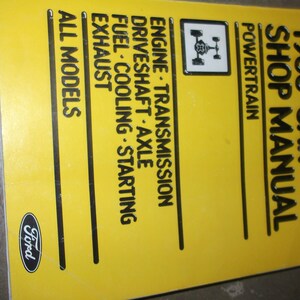 SHOP MANUAL
POWERTRAIN
ENGINE · TRANSMISSION
DRIVESHAFT · AXLE
FUEL · COOLING · STARTING
EXHAUST
ALL MODELS
Ford